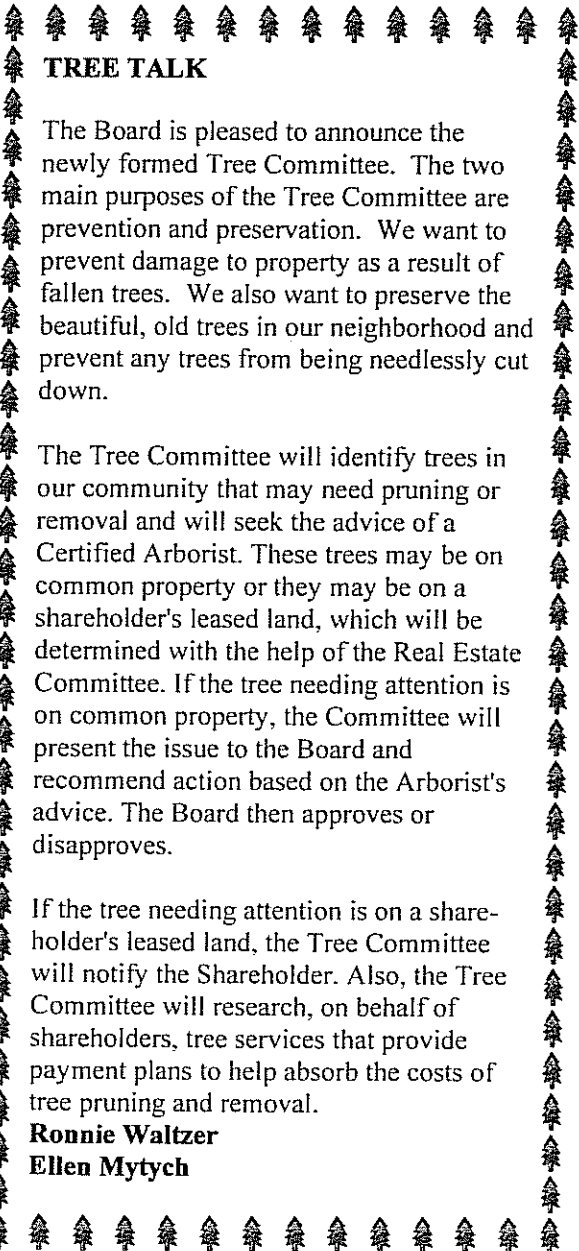 TREE TALK
The Board is pleased to announce the
newly formed Tree Committee. The two
main purposes of the Tree Committee are
prevention and preservation. We want to
prevent damage to property as a result of
fallen trees. We also want to preserve the
beautiful, old trees in our neighborhood and
prevent any trees from being needlessly cut
down.
The Tree Committee will identify trees in
our community that may need pruning or
removal and will seek the advice of a
Certified Arborist. These trees may be on
common property or they may be on a
shareholder's leased land, which will be
determined with the help of the Real Estate
Committee. If the tree needing attention is
on common property, the Committee will
present the issue to the Board and
recommend action based on the Arborist's
advice. The Board then approves or
disapproves.
If the tree needing attention is on a share-
holder's leased land, the Tree Committee
will notify the Shareholder. Also, the Tree
Committee will research, on behalf of
shareholders, tree services that provide
payment plans to help absorb the costs of
tree pruning and removal.
Ronnie Waltzer
Ellen Mytych